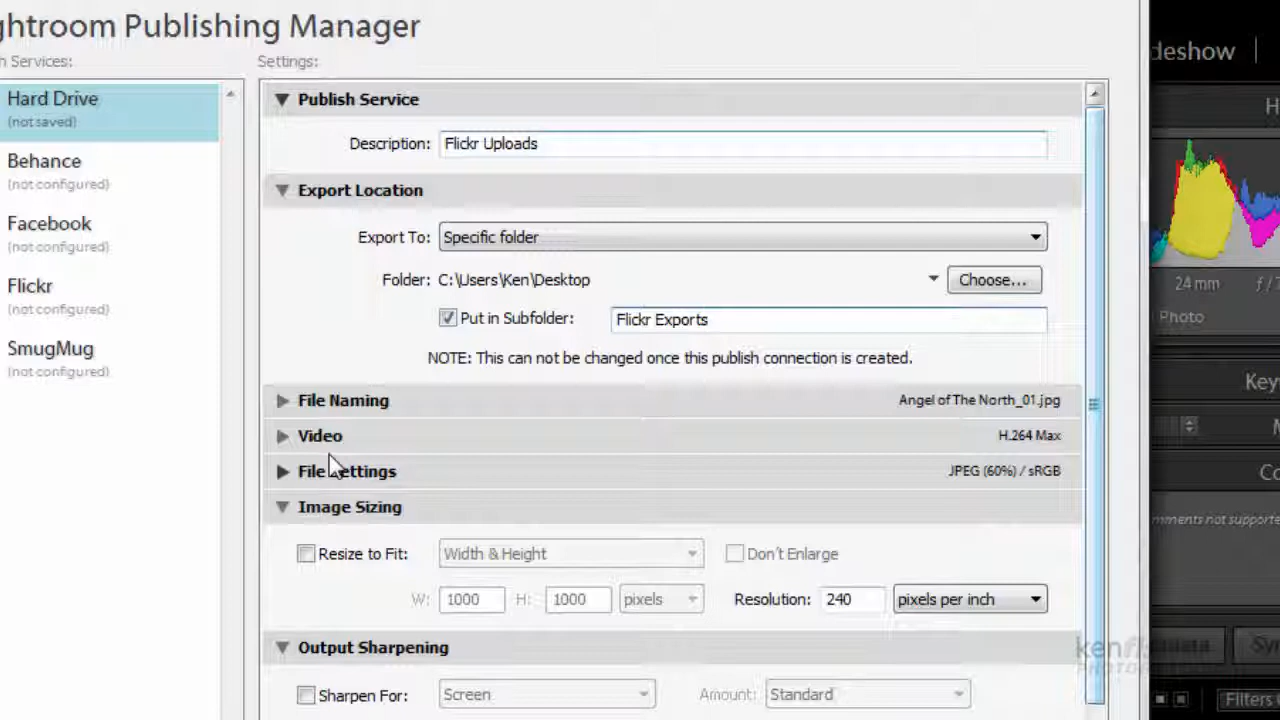 ghtroom Publishing Manager
h Services:
Settings:
Hard Drive
(not saved)
Behance
(not configured)
Facebook
(not configured)
Flickr
(not configured)
SmugMug
(not configured)
Publish Service
Description: Flickr Uploads
Export Location
Export To: Specific folder
Folder: C:\Users\Ken\Desktop Choose...
Put in Subfolder: Flickr Exports
NOTE: This can not be changed once this publish connection is created.
File Naming Angel of The North_01.jpg
Video H.264 Max
File Settings JPEG (60%) / sRGB
Image Sizing
Resize to Fit: Width & Height Don't Enlarge
W: 1000 H: 1000 pixels Resolution: 240 pixels per inch
Output Sharpening
Sharpen For: Screen Amount: Standard
deshow
H
24 mm f / 7
Photo
Key
M
Co
mments not supporte
Sy
Filters